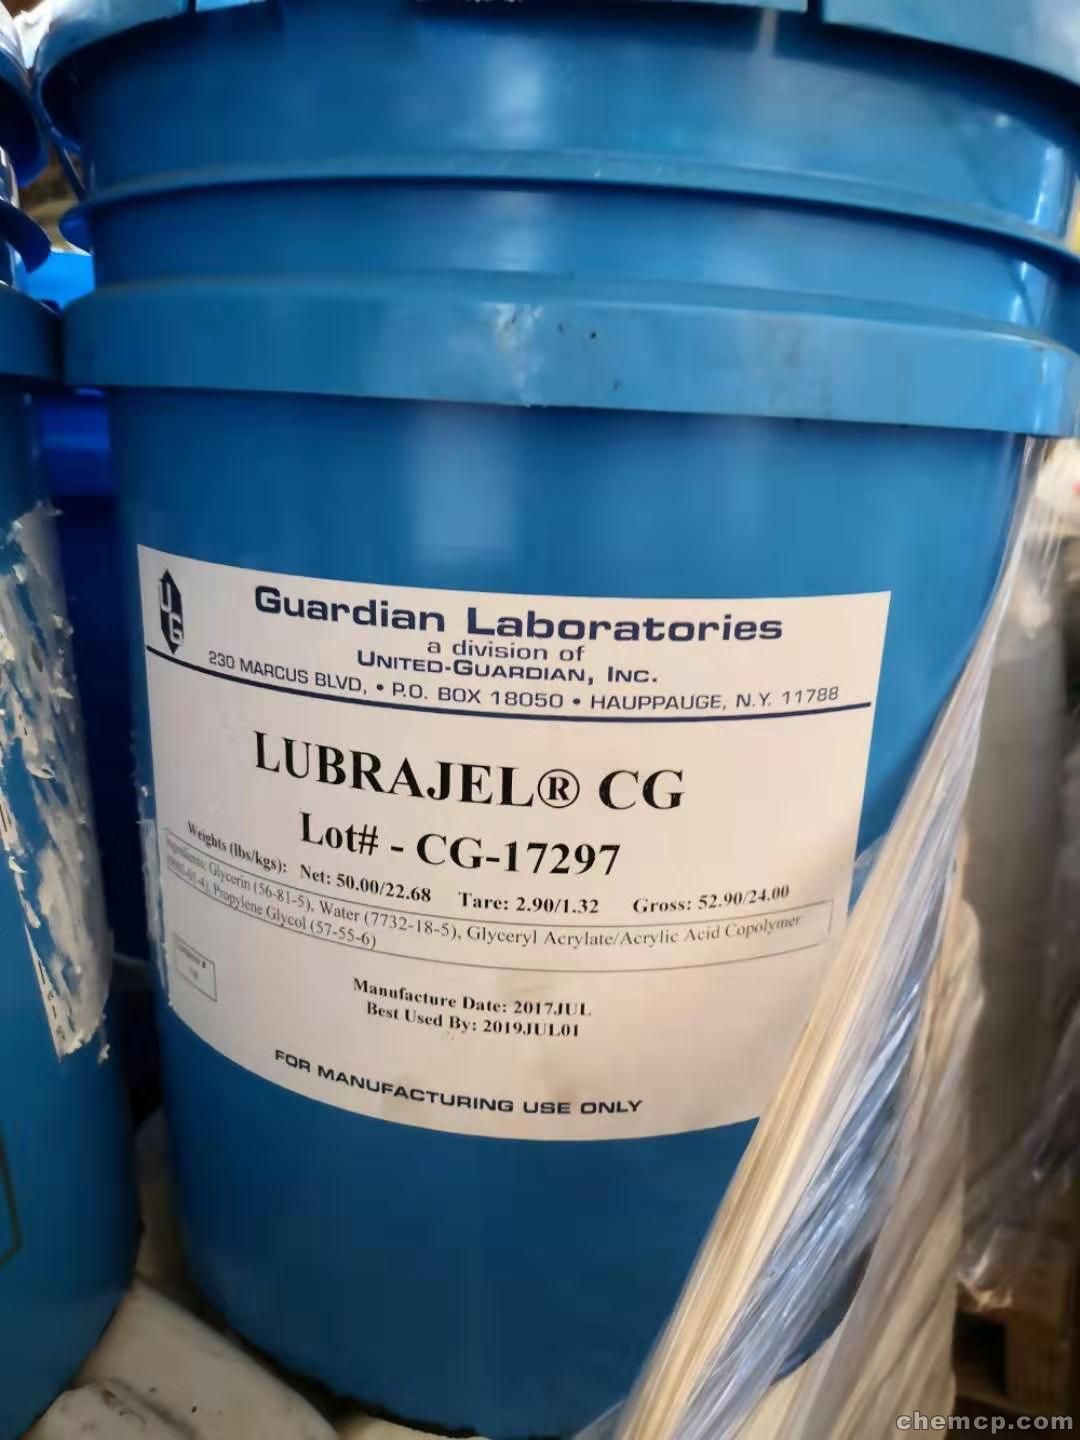 UG
Guardian Laboratories
a division of
UNITED-GUARDIAN, INC.
230 MARCUS BLVD, • P.O. BOX 18050 • HAUPPAUGE, N.Y. 11788
LUBRAJEL® CG
Lot# - CG-17297
Weights (lbs/kgs): Net: 50.00/22.68 Tare: 2.90/1.32 Gross: 52.90/24.00
Ingredients: Glycerin (56-81-5), Water (7732-18-5), Glyceryl Acrylate/Acrylic Acid Copolymer
Propylene Glycol (57-55-6)
Manufacture Date: 2017JUL
Best Used By: 2019JUL01
FOR MANUFACTURING USE ONLY
chemcp.com